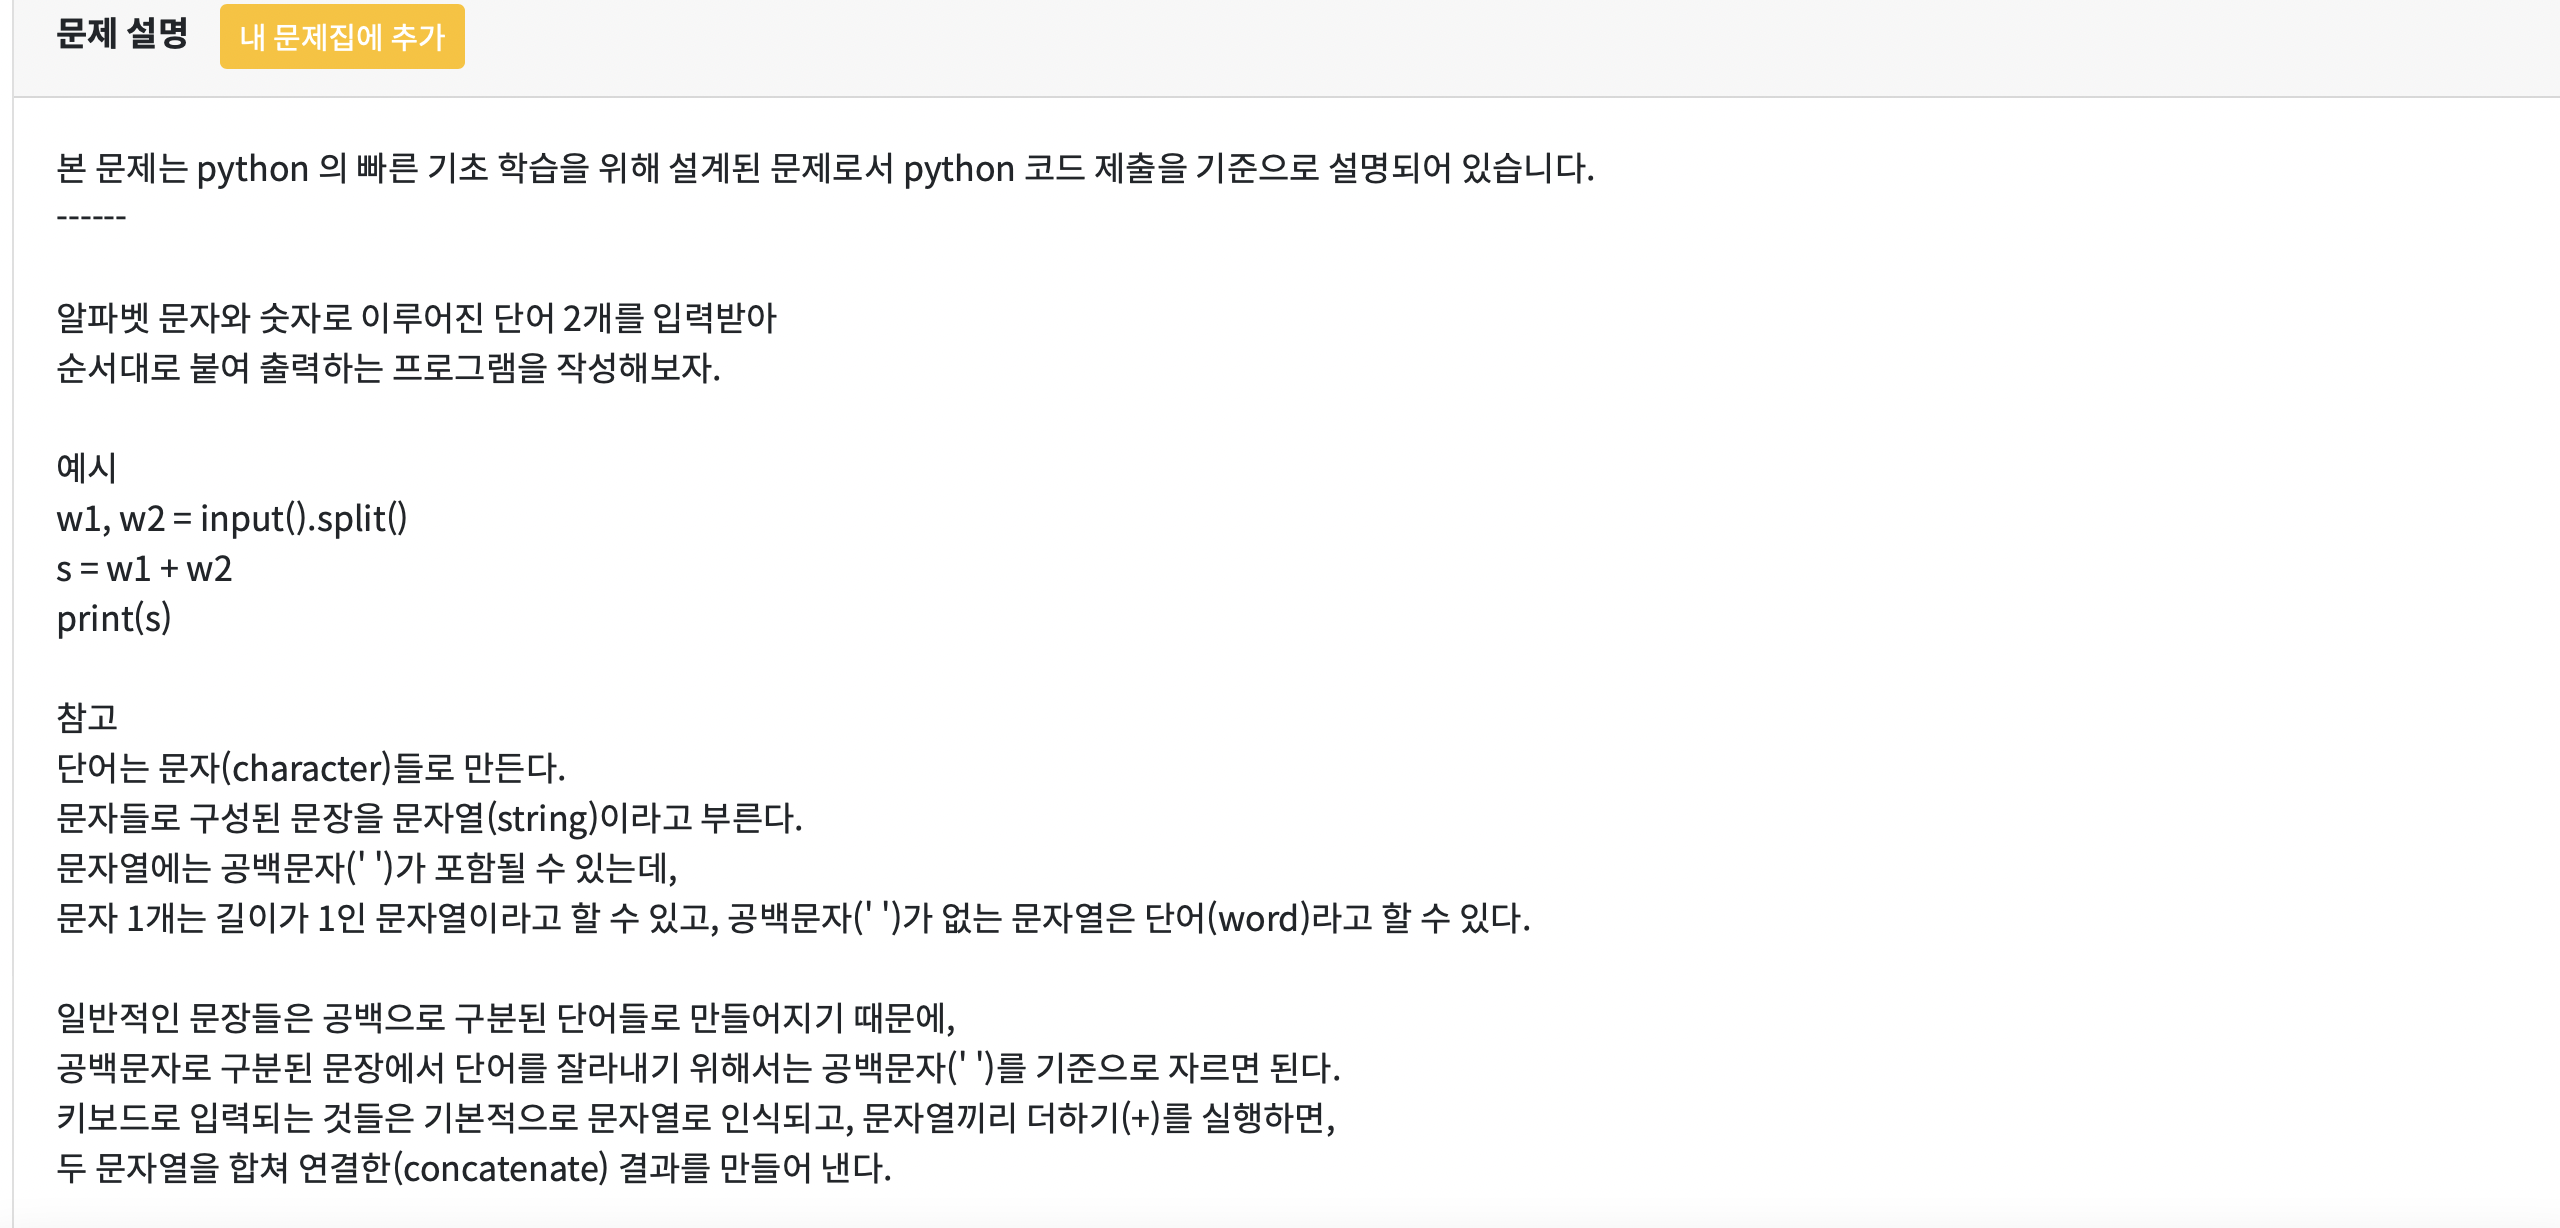 문제 설명
내 문제집에 추가
본 문제는 python 의 빠른 기초 학습을 위해 설계된 문제로서 python 코드 제출을 기준으로 설명되어 있습니다.
------
알파벳 문자와 숫자로 이루어진 단어 2개를 입력받아
순서대로 붙여 출력하는 프로그램을 작성해보자.
예시
w1, w2 = input().split()
s = w1 + w2
print(s)
참고
단어는 문자(character)들로 만든다.
문자들로 구성된 문장을 문자열(string)이라고 부른다.
문자열에는 공백문자(' ')가 포함될 수 있는데,
문자 1개는 길이가 1인 문자열이라고 할 수 있고, 공백문자(' ')가 없는 문자열은 단어(word)라고 할 수 있다.
일반적인 문장들은 공백으로 구분된 단어들로 만들어지기 때문에,
공백문자로 구분된 문장에서 단어를 잘라내기 위해서는 공백문자(' ')를 기준으로 자르면 된다.
키보드로 입력되는 것들은 기본적으로 문자열로 인식되고, 문자열끼리 더하기(+)를 실행하면,
두 문자열을 합쳐 연결한(concatenate) 결과를 만들어 낸다.